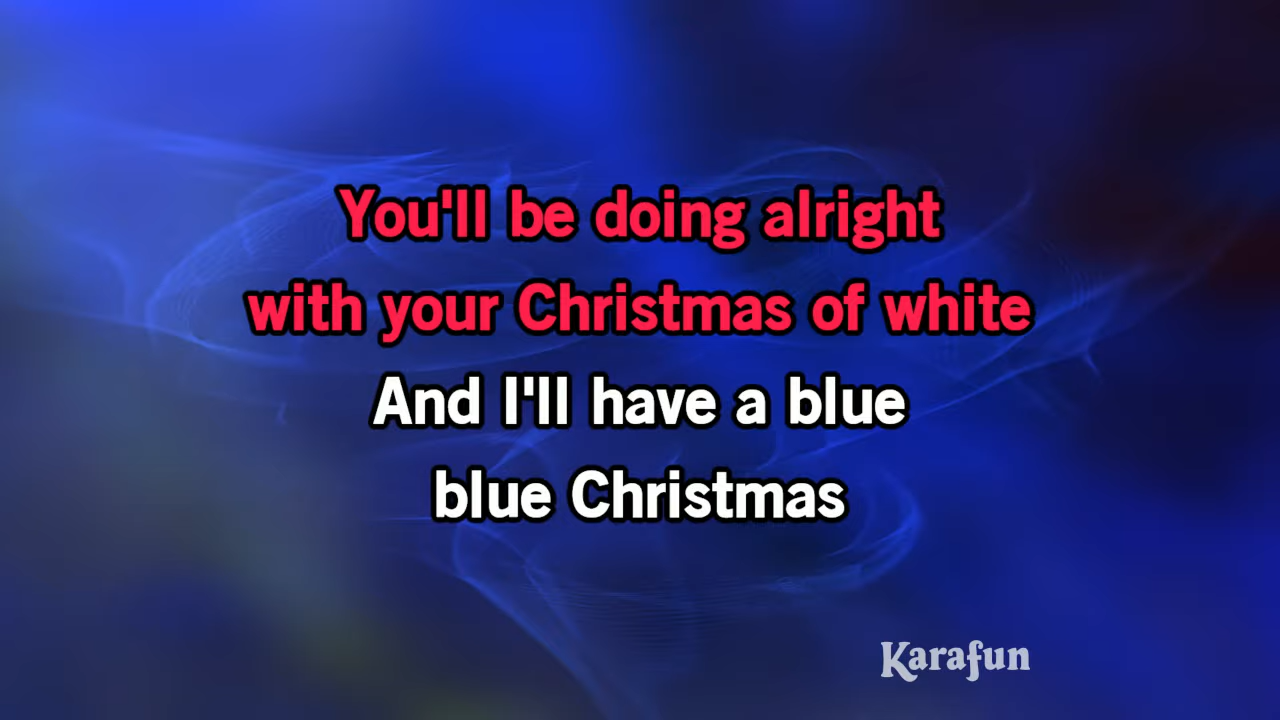 You'll be doing alright
with your Christmas of white
And I'll have a blue
blue Christmas
Karafun